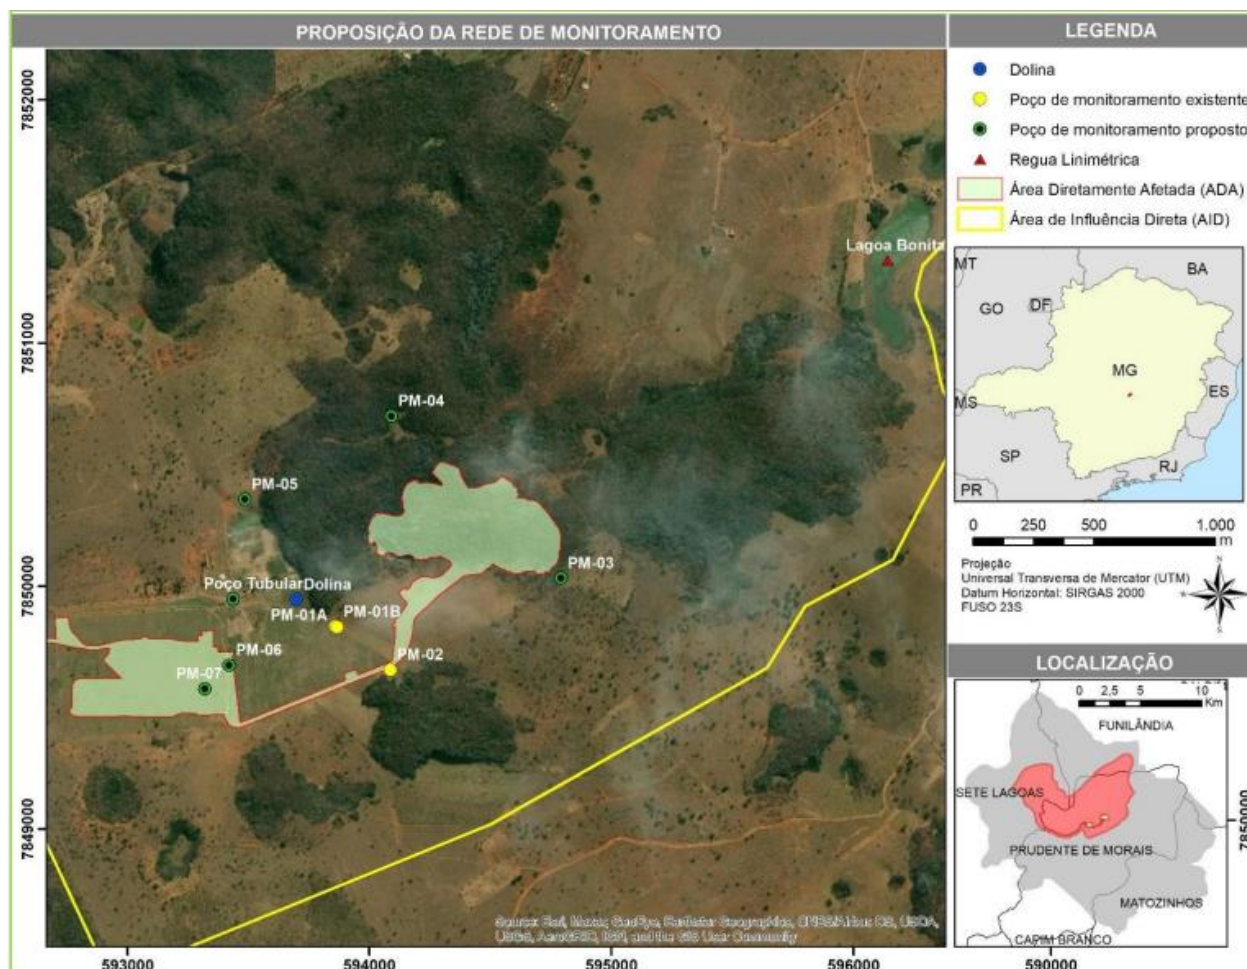 PROPOSIÇÃO DA REDE DE MONITORAMENTO
7852000
7851000
7850000
7849000
Lagoa Bonita
PM-04
PM-05
PM-03
Poço Tubular
Dolina
PM-01A
PM-01B
PM-02
PM-06
PM-07
593000
594000
595000
596000
LEGENDA
Dolina
Poço de monitoramento existente
Poço de monitoramento proposto
Regua Linimétrica
Área Diretamente Afetada (ADA)
Área de Influência Direta (AID)
MT
BA
GO
DF
MG
ES
MS
SP
RJ
PR
0 250 500 1.000
m
Projeção
Universal Transversa de Mercator (UTM)
Datum Horizontal: SIRGAS 2000
FUSO 23S
LOCALIZAÇÃO
0 2,5 5 10
Km
FUNILÂNDIA
SETE LAGOAS
PRUDENTE DE MORAIS
MATOZINHOS
CAPIM BRANCO
7850000
590000